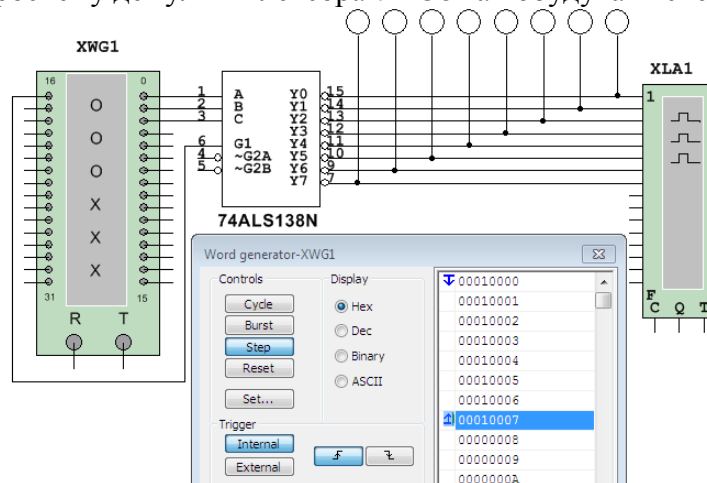 XWG1
XLA1
16 0
O
O
O
X
X
X
31 15
R T
1 A Y0 15
2 B Y1 14
3 C Y2 13
Y3 12
6 G1 Y4 11
4 ~G2A Y5 10
5 ~G2B Y6 9
Y7 7
74ALS138N
1
F
C Q T
Word generator-XWG1
Controls
Cycle
Burst
Step
Reset
Set...
Display
Hex
Dec
Binary
ASCII
Trigger
Internal
External
00010000
00010001
00010002
00010003
00010004
00010005
00010006
00010007
00000008
00000009
0000000A